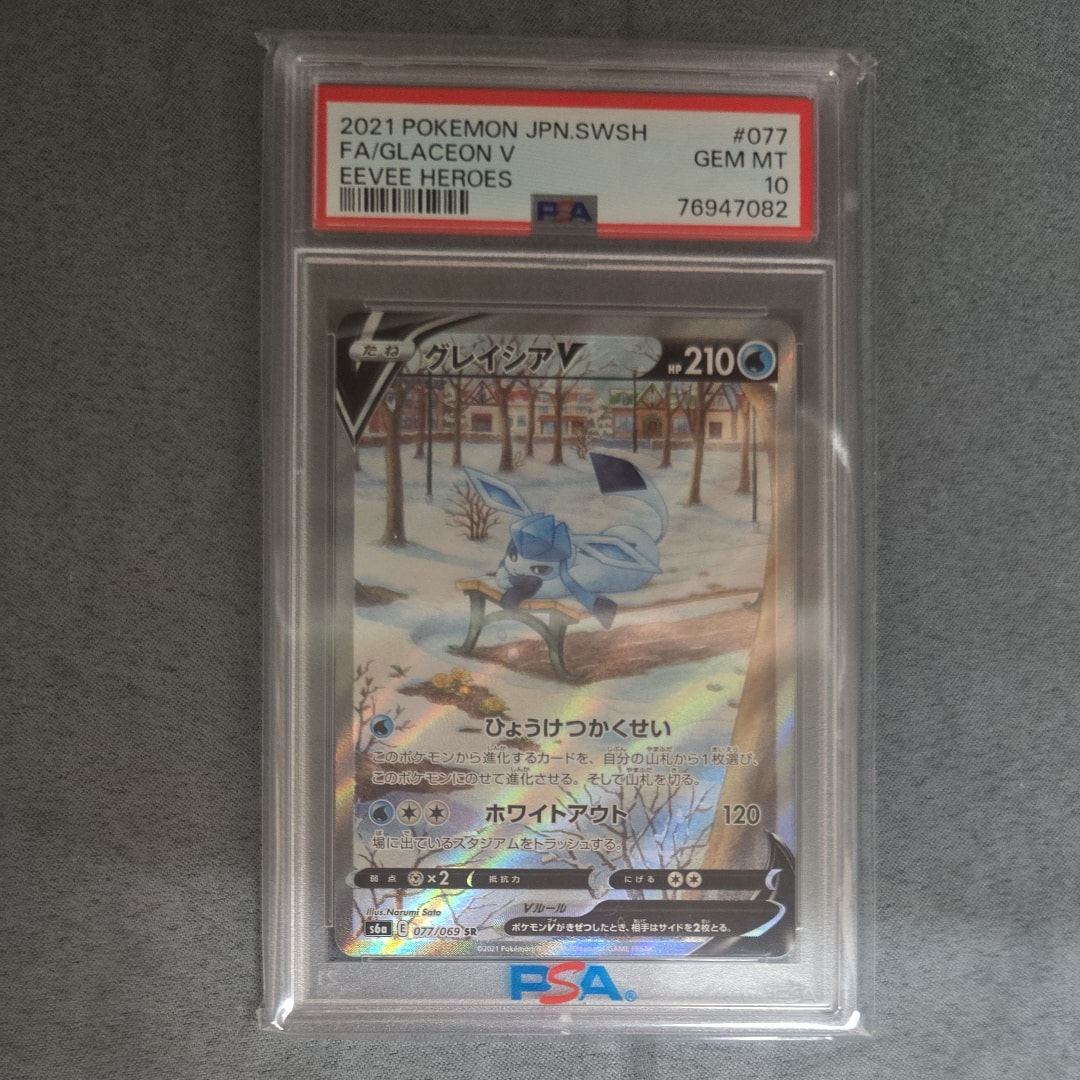 2021 POKEMON JPN.SWSH #077
FA/GLACEON V GEM MT
EEVEE HEROES 10
76947082
PSA
たね グレイシアV HP 210
ひょうけつかくせい
このポケモンから進化するカードを、自分の山札から1枚選び、
このポケモンにのせて進化させる。そして山札を切る。
ホワイトアウト 120
場に出ているスタジアムをトラッシュする。
弱点 ×2 抵抗力 にげる
Illus. Narumi Sato
Vルール
ポケモンVがきぜつしたとき、相手はサイドを2枚とる。
s6a E 077/069 SR
©2021 Pokémon
PSA®